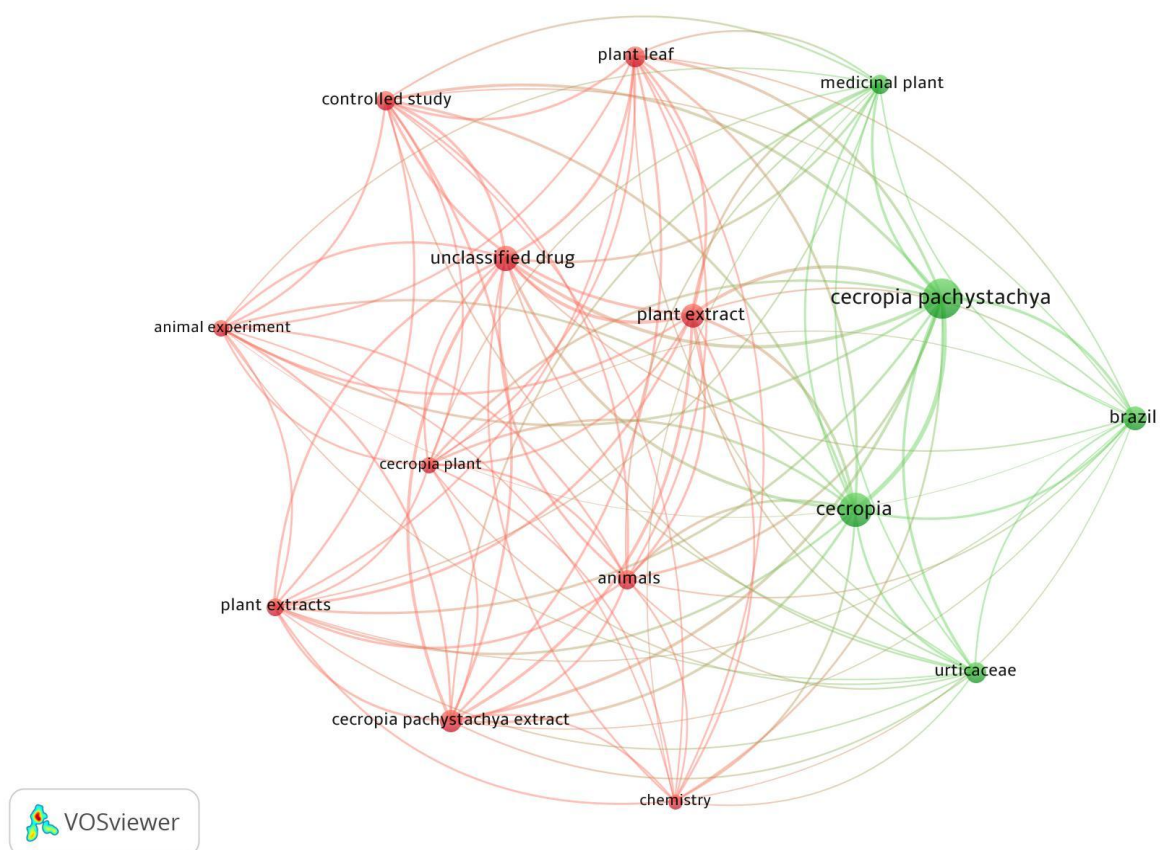 plant leaf
medicinal plant
controlled study
unclassified drug
cecropia pachystachya
plant extract
animal experiment
brazil
cecropia plant
cecropia
animals
plant extracts
urticaceae
cecropia pachystachya extract
chemistry
VOSviewer